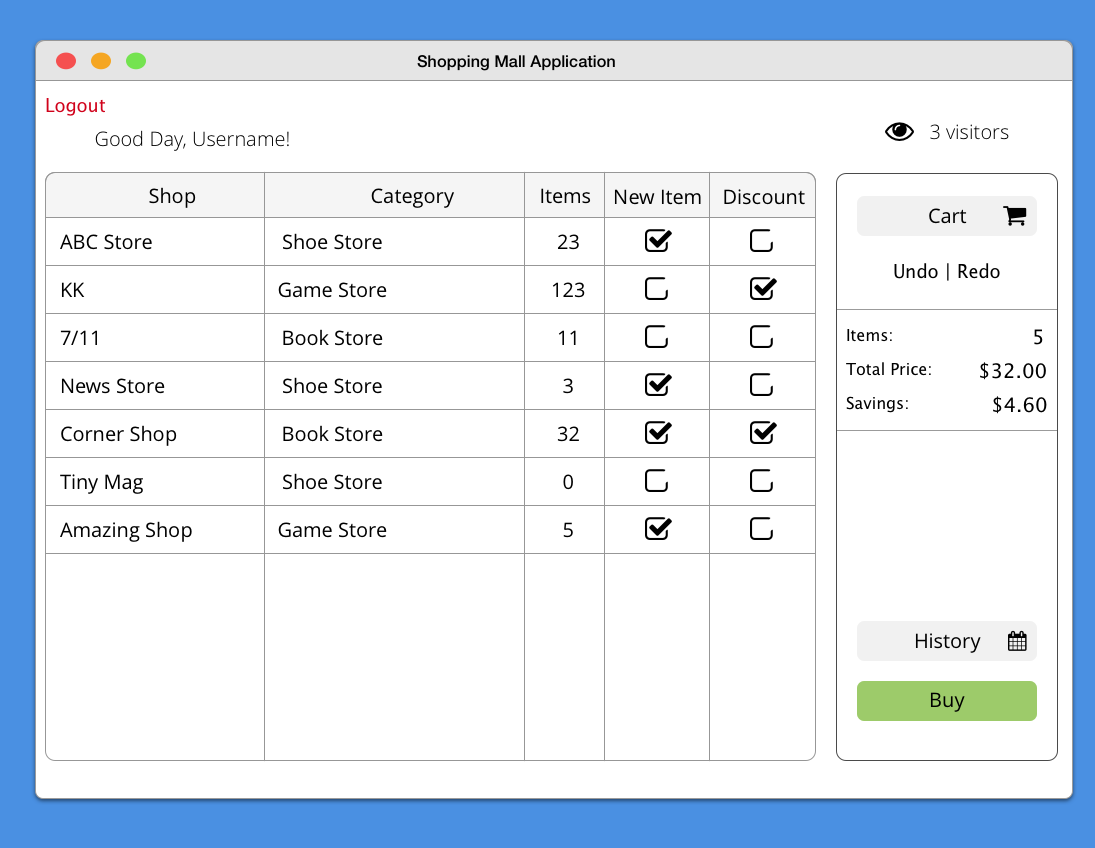 Shopping Mall Application
Logout
Good Day, Username!
3 visitors
Shop Category Items New Item Discount
ABC Store Shoe Store 23
KK Game Store 123
7/11 Book Store 11
News Store Shoe Store 3
Corner Shop Book Store 32
Tiny Mag Shoe Store 0
Amazing Shop Game Store 5
Cart
Undo | Redo
Items: 5
Total Price: $32.00
Savings: $4.60
History
Buy